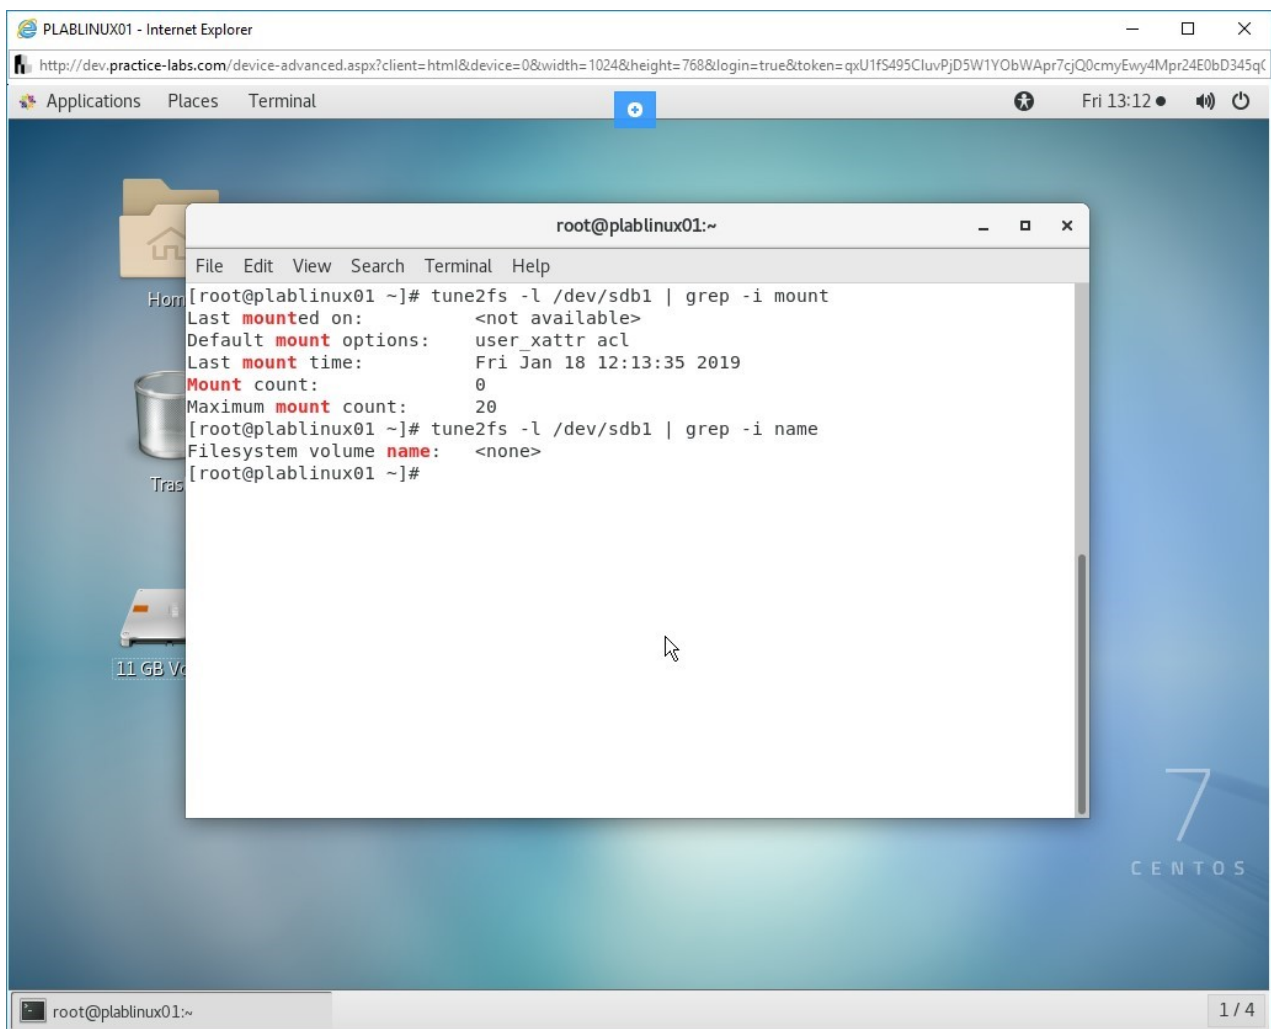 PLABLINUX01 - Internet Explorer
http://dev.practice-labs.com/device-advanced.aspx?client=html&device=0&width=1024&height=768&login=true&token=qxU1fS495CIuvPjD5W1YObWApr7cjQ0cmyEwy4Mpr24E0bD345q
Applications Places Terminal Fri 13:12
root@plablinux01:~
File Edit View Search Terminal Help
[root@plablinux01 ~]# tune2fs -l /dev/sdb1 | grep -i mount
Last mounted on: <not available>
Default mount options: user_xattr acl
Last mount time: Fri Jan 18 12:13:35 2019
Mount count: 0
Maximum mount count: 20
[root@plablinux01 ~]# tune2fs -l /dev/sdb1 | grep -i name
Filesystem volume name: <none>
[root@plablinux01 ~]#
Hom
Tras
11 GB Vo
7
CENTOS
root@plablinux01:~
1 / 4